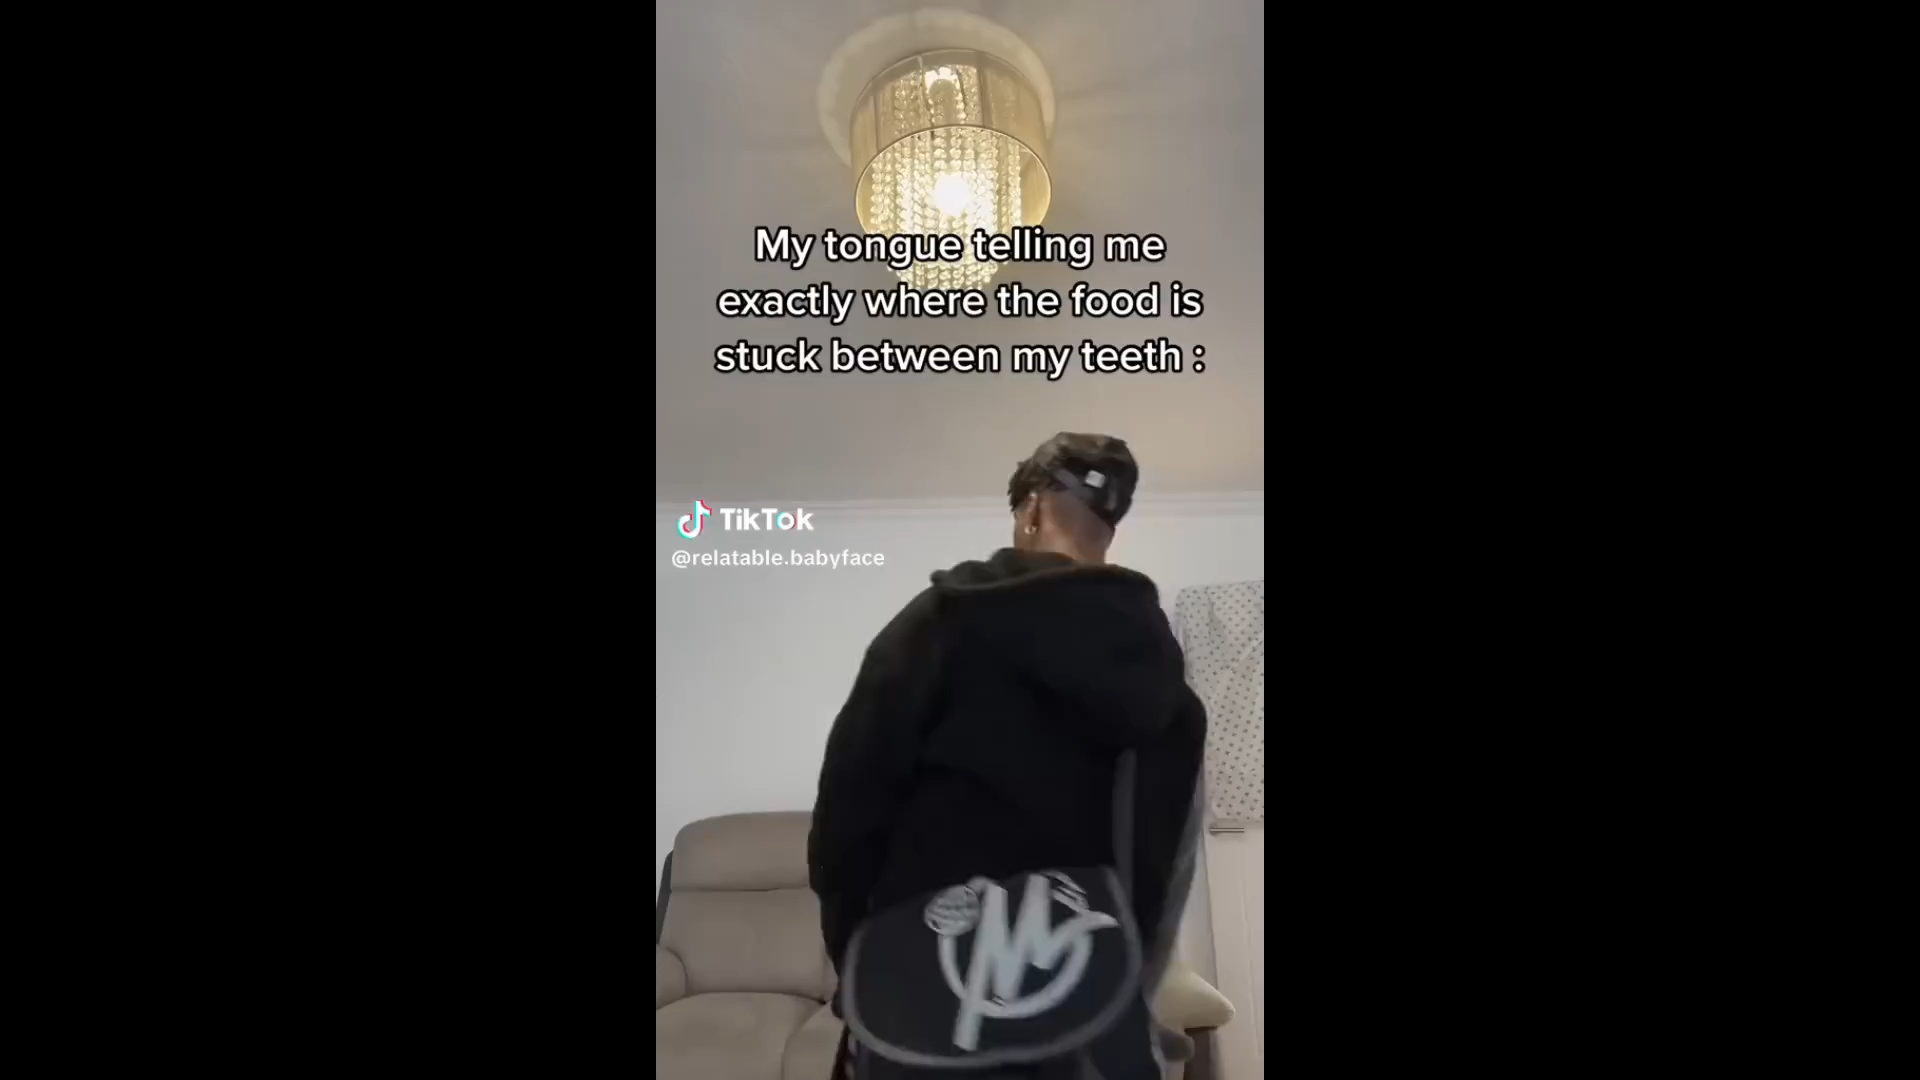 My tongue telling me
exactly where the food is
stuck between my teeth :
TikTok
@relatable.babyface